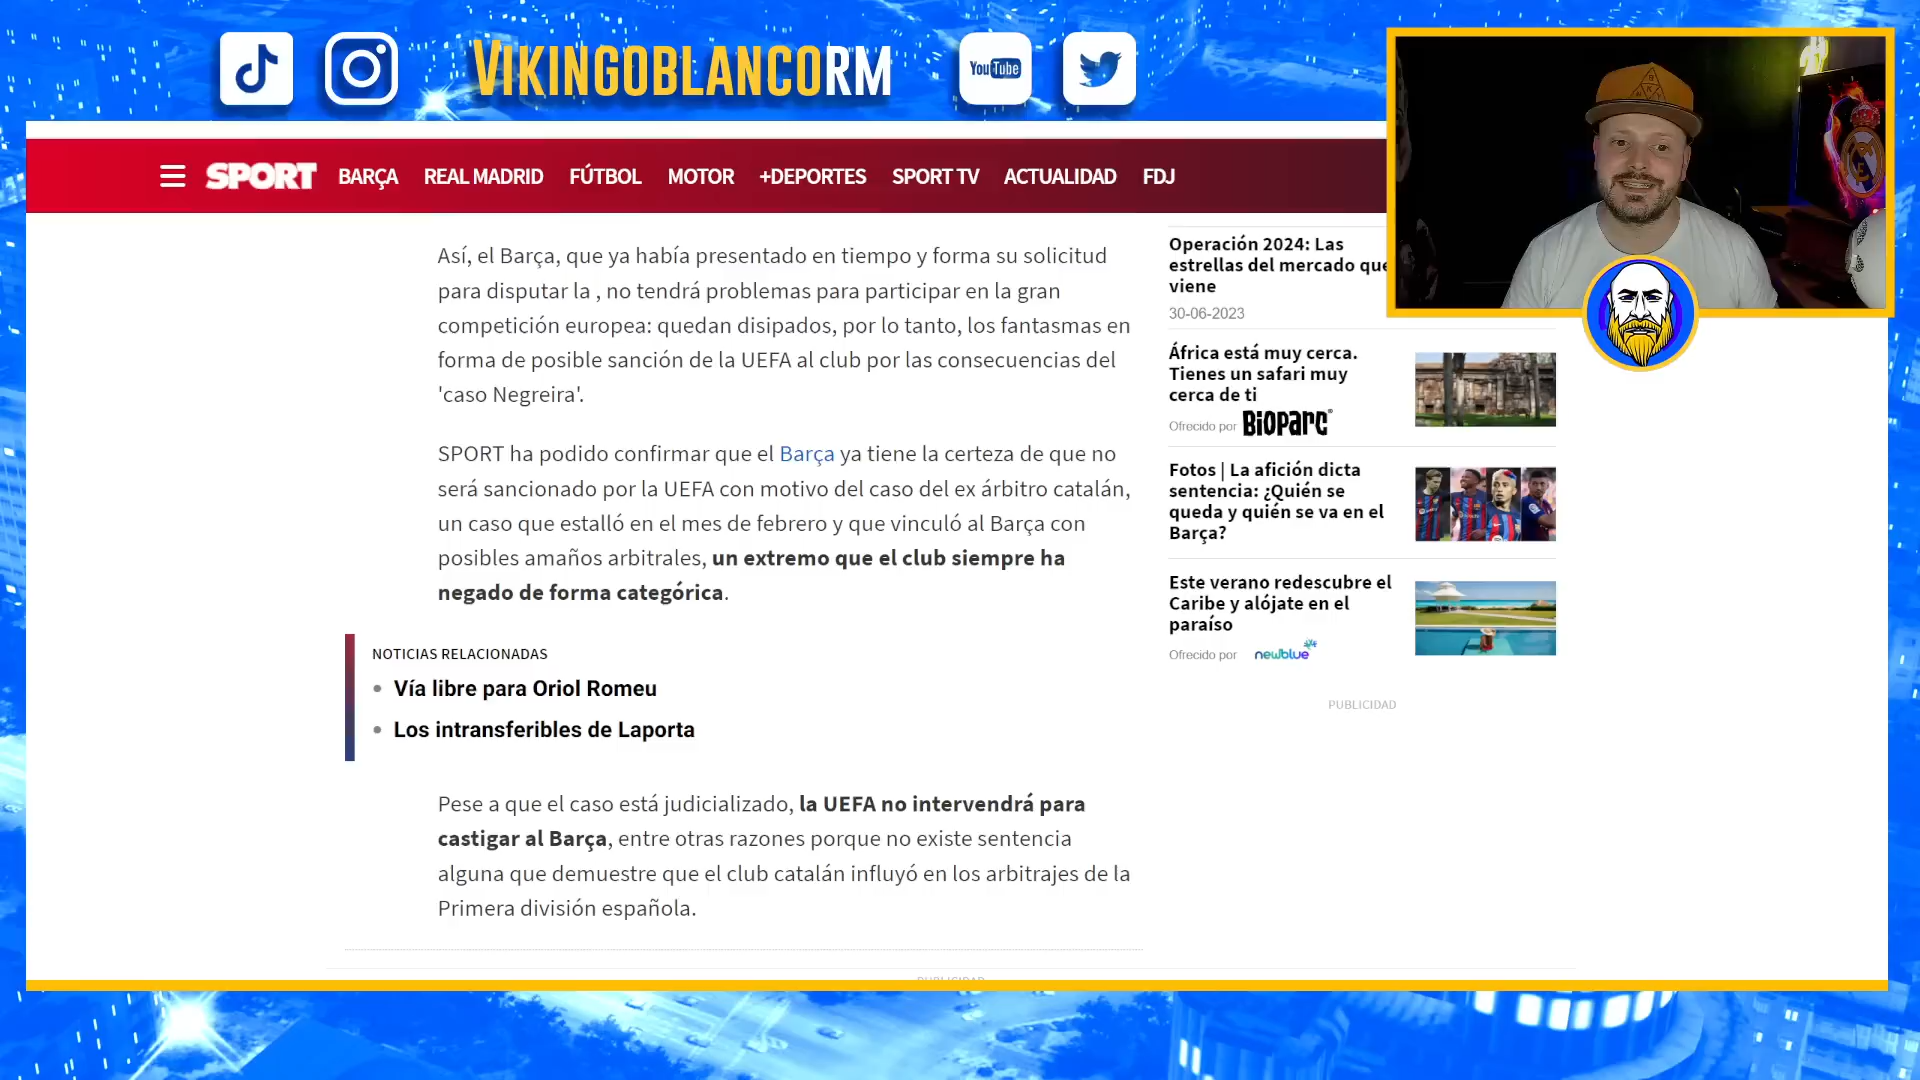 VIKINGOBLANCORM
YouTube
SPORT
BARÇA
REAL MADRID
FÚTBOL
MOTOR
+DEPORTES
SPORT TV
ACTUALIDAD
FDJ
Así, el Barça, que ya había presentado en tiempo y forma su solicitud
para disputar la , no tendrá problemas para participar en la gran
competición europea: quedan disipados, por lo tanto, los fantasmas en
forma de posible sanción de la UEFA al club por las consecuencias del
'caso Negreira'.
SPORT ha podido confirmar que el Barça ya tiene la certeza de que no
será sancionado por la UEFA con motivo del caso del ex árbitro catalán,
un caso que estalló en el mes de febrero y que vinculó al Barça con
posibles amaños arbitrales, un extremo que el club siempre ha
negado de forma categórica.
NOTICIAS RELACIONADAS
• Vía libre para Oriol Romeu
• Los intransferibles de Laporta
Pese a que el caso está judicializado, la UEFA no intervendrá para
castigar al Barça, entre otras razones porque no existe sentencia
alguna que demuestre que el club catalán influyó en los arbitrajes de la
Primera división española.
PUBLICIDAD
Operación 2024: Las
estrellas del mercado que
viene
30-06-2023
África está muy cerca.
Tienes un safari muy
cerca de ti
Ofrecido por BIOPARC
Fotos | La afición dicta
sentencia: ¿Quién se
queda y quién se va en el
Barça?
Este verano redescubre el
Caribe y alójate en el
paraíso
Ofrecido por newblue
PUBLICIDAD